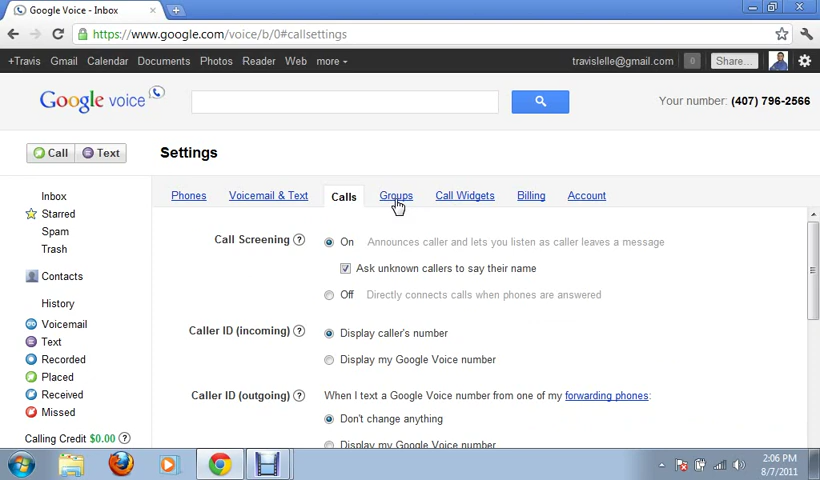 Google Voice - Inbox
https://www.google.com/voice/b/0#callsettings
+Travis Gmail Calendar Documents Photos Reader Web more travislelle@gmail.com 0 Share...
Google voice
Your number: (407) 796-2566
Call Text
Settings
Phones Voicemail & Text Calls Groups Call Widgets Billing Account
Inbox
Starred
Spam
Trash
Contacts
History
Voicemail
Text
Recorded
Placed
Received
Missed
Calling Credit $0.00 ?
Call Screening ? On Announces caller and lets you listen as caller leaves a message
Ask unknown callers to say their name
Off Directly connects calls when phones are answered
Caller ID (incoming) ? Display caller's number
Display my Google Voice number
Caller ID (outgoing) ? When I text a Google Voice number from one of my forwarding phones:
Don't change anything
Display my Google Voice number
2:06 PM
8/7/2011